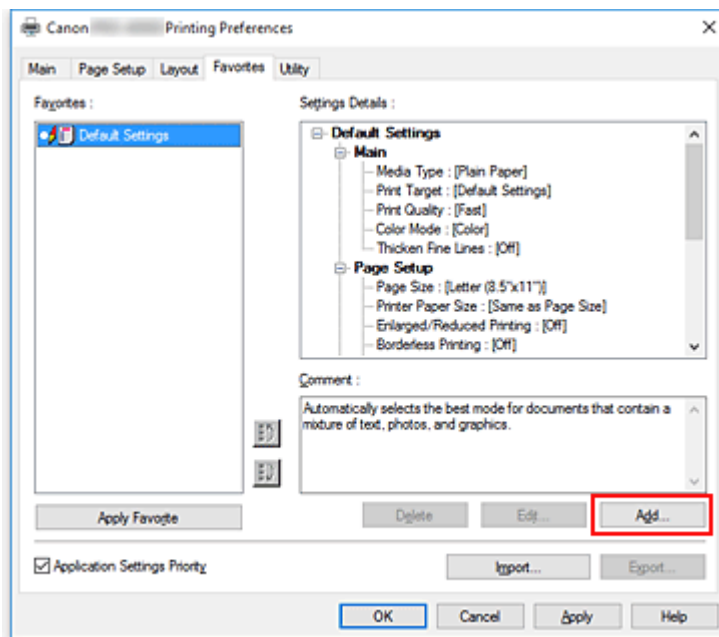 Canon Printing Preferences
Main Page Setup Layout Favorites Utility
Favorites :
Default Settings
Settings Details :
Default Settings
Main
Media Type : [Plain Paper]
Print Target : [Default Settings]
Print Quality : [Fast]
Color Mode : [Color]
Thicken Fine Lines : [Off]
Page Setup
Page Size : [Letter (8.5"x11")]
Printer Paper Size : [Same as Page Size]
Enlarged/Reduced Printing : [Off]
Borderless Printing : [Off]
Comment :
Automatically selects the best mode for documents that contain a
mixture of text, photos, and graphics.
Apply Favorite Delete Edit... Add...
Application Settings Priority Import... Export...
OK Cancel Apply Help